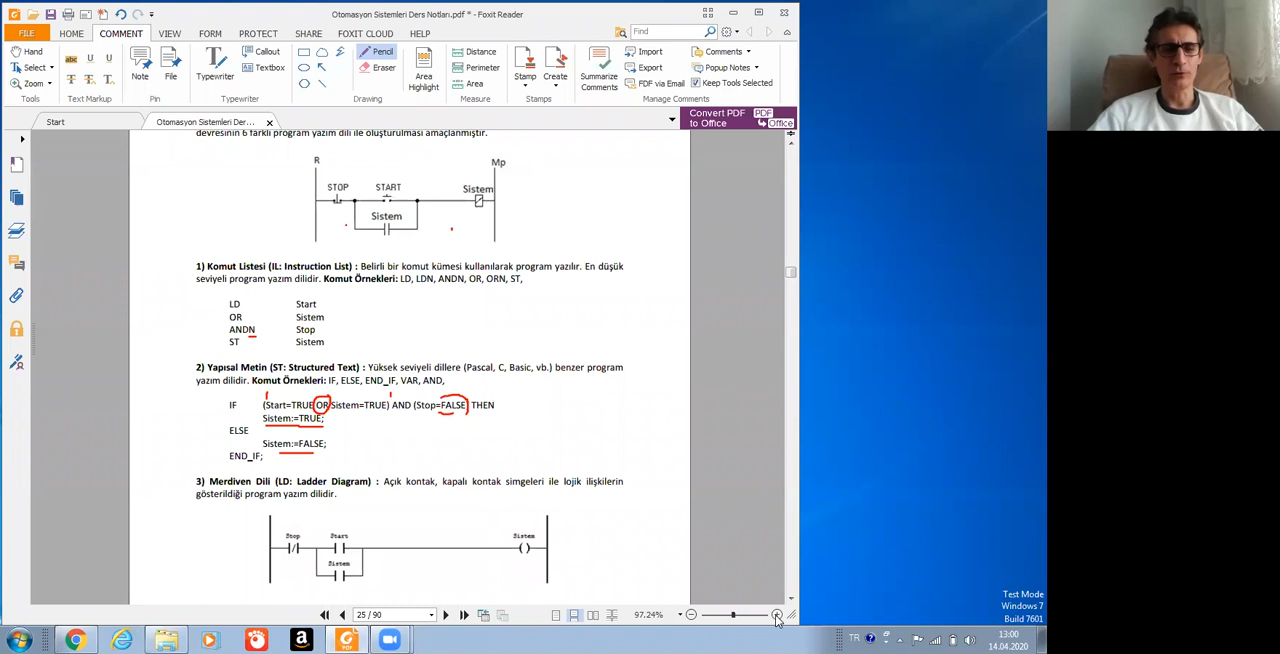 Otomasyon Sistemleri Ders Notları.pdf * - Foxit Reader
FILE HOME COMMENT VIEW FORM PROTECT SHARE FOXIT CLOUD HELP
Find
Hand
Select
Zoom
Tools
Text Markup
Note
File
Pin
Typewriter
Callout
Textbox
Typewriter
Pencil
Eraser
Drawing
Area Highlight
Distance
Perimeter
Area
Measure
Stamp
Create
Stamps
Summarize Comments
Import
Export
FDF via Email
Comments
Popup Notes
Keep Tools Selected
Manage Comments
Start
Otomasyon Sistemleri Der...
Convert PDF to Office
PDF
Office
devresinin 6 farklı program yazım dili ile oluşturulması amaçlanmıştır.
R Mp
STOP START Sistem
Sistem
1) Komut Listesi (IL: Instruction List) : Belirli bir komut kümesi kullanılarak program yazılır. En düşük
seviyeli program yazım dilidir. Komut Örnekleri: LD, LDN, ANDN, OR, ORN, ST,
LD Start
OR Sistem
ANDN Stop
ST Sistem
2) Yapısal Metin (ST: Structured Text) : Yüksek seviyeli dillere (Pascal, C, Basic, vb.) benzer program
yazım dilidir. Komut Örnekleri: IF, ELSE, END_IF, VAR, AND,
IF (Start=TRUE OR Sistem=TRUE) AND (Stop=FALSE) THEN
Sistem:=TRUE;
ELSE
Sistem:=FALSE;
END_IF;
3) Merdiven Dili (LD: Ladder Diagram) : Açık kontak, kapalı kontak simgeleri ile lojik ilişkilerin
gösterildiği program yazım dilidir.
Stop Start Sistem
Sistem
25 / 90
97.24%
Test Mode
Windows 7
Build 7601
TR
13:00
14.04.2020